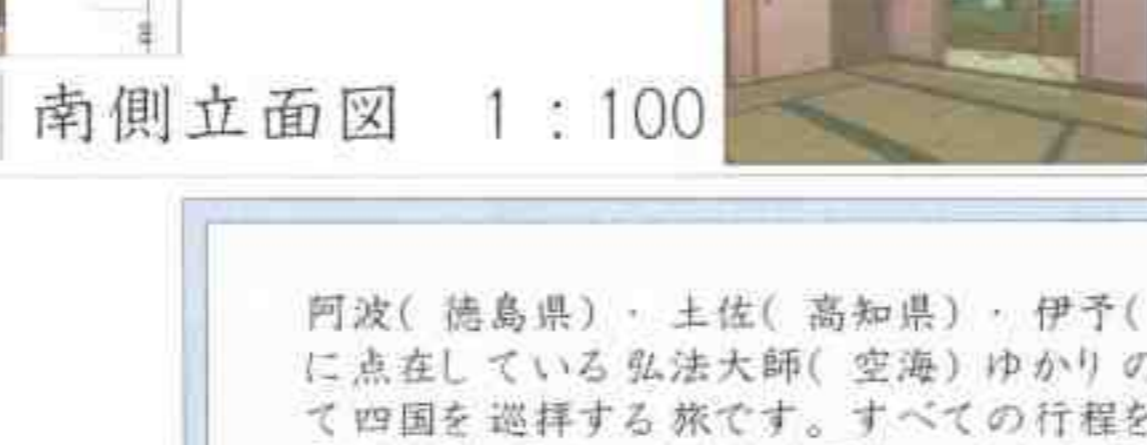 南側立面図 1:100
阿波( 徳島県)・土佐( 高知県)・伊予(
に点在している弘法大師( 空海)ゆかりの
て四国を巡拝する旅です。すべての行程を